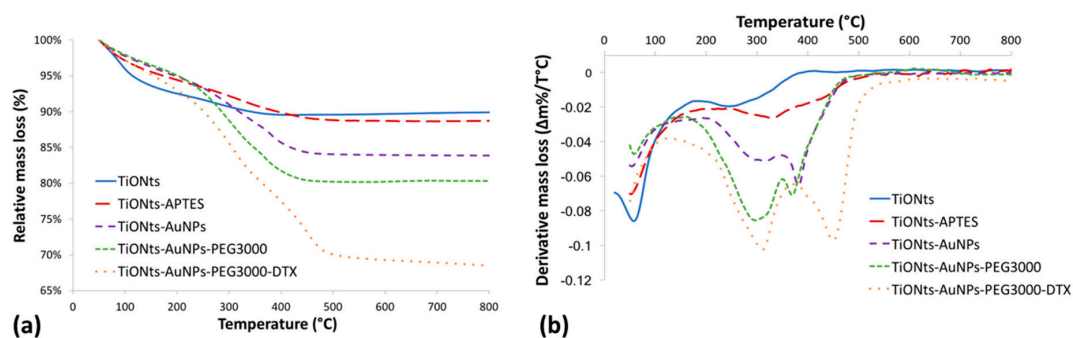 100%
95%
90%
85%
80%
75%
70%
65%
Relative mass loss (%)
TiONts
TiONts-APTES
TiONts-AuNPs
TiONts-AuNPs-PEG3000
TiONts-AuNPs-PEG3000-DTX
100 200 300 400 500 600 700 800
Temperature (°C)
(a)
Temperature (°C)
0 100 200 300 400 500 600 700 800
0
-0.02
-0.04
-0.06
-0.08
-0.1
-0.12
Derivative mass loss (Δm%/T°C)
TiONts
TiONts-APTES
TiONts-AuNPs
TiONts-AuNPs-PEG3000
TiONts-AuNPs-PEG3000-DTX
(b)